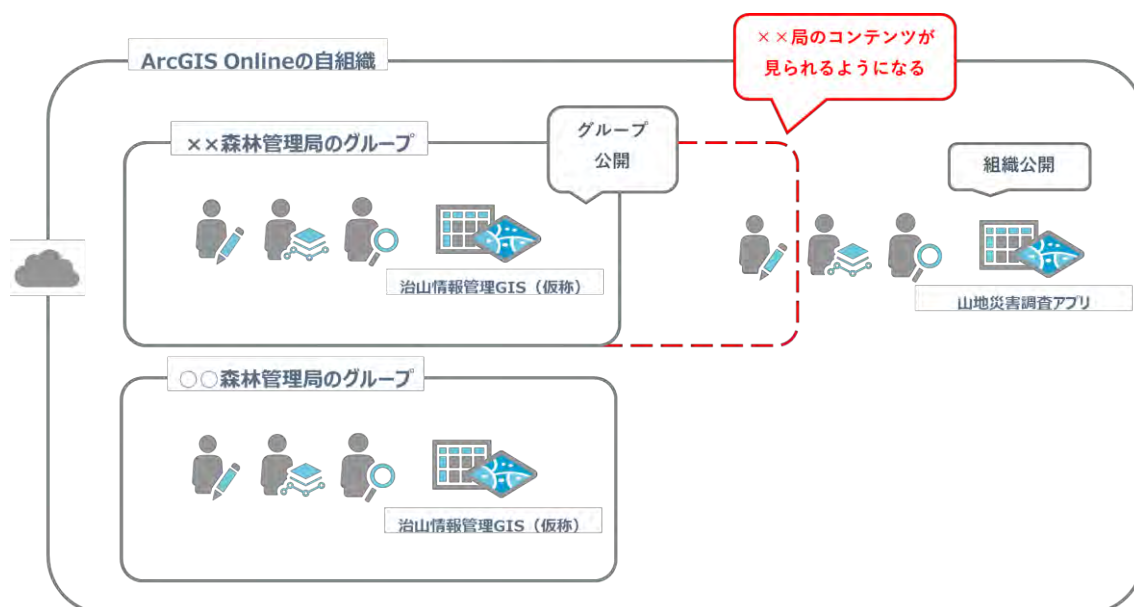 ××局のコンテンツが
見られるようになる
ArcGIS Onlineの自組織
××森林管理局のグループ
グループ
公開
組織公開
治山情報管理GIS（仮称）
山地災害調査アプリ
○○森林管理局のグループ
治山情報管理GIS（仮称）